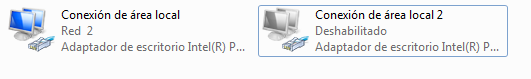 Conexión de área local
Red 2
Adaptador de escritorio Intel(R) P...
Conexión de área local 2
Deshabilitado
Adaptador de escritorio Intel(R) P...